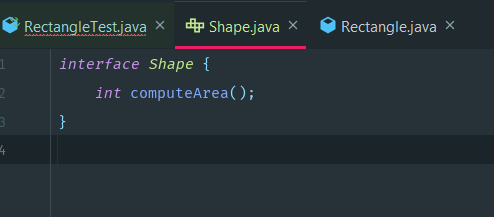 RectangleTest.java Shape.java Rectangle.java
1 interface Shape {
2 int computeArea();
3 }
4